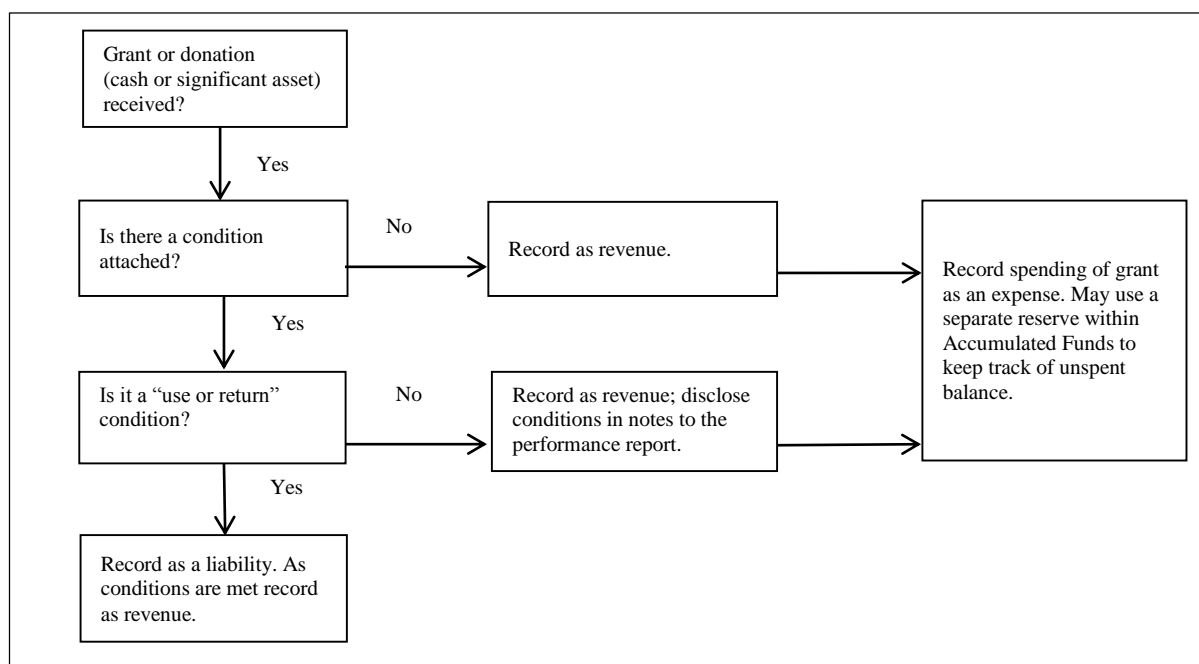 Grant or donation
(cash or significant asset)
received?
Yes
Is there a condition
attached?
No
Record as revenue.
Record spending of grant
as an expense. May use a
separate reserve within
Accumulated Funds to
keep track of unspent
balance.
Yes
Is it a “use or return”
condition?
No
Record as revenue; disclose
conditions in notes to the
performance report.
Yes
Record as a liability. As
conditions are met record
as revenue.